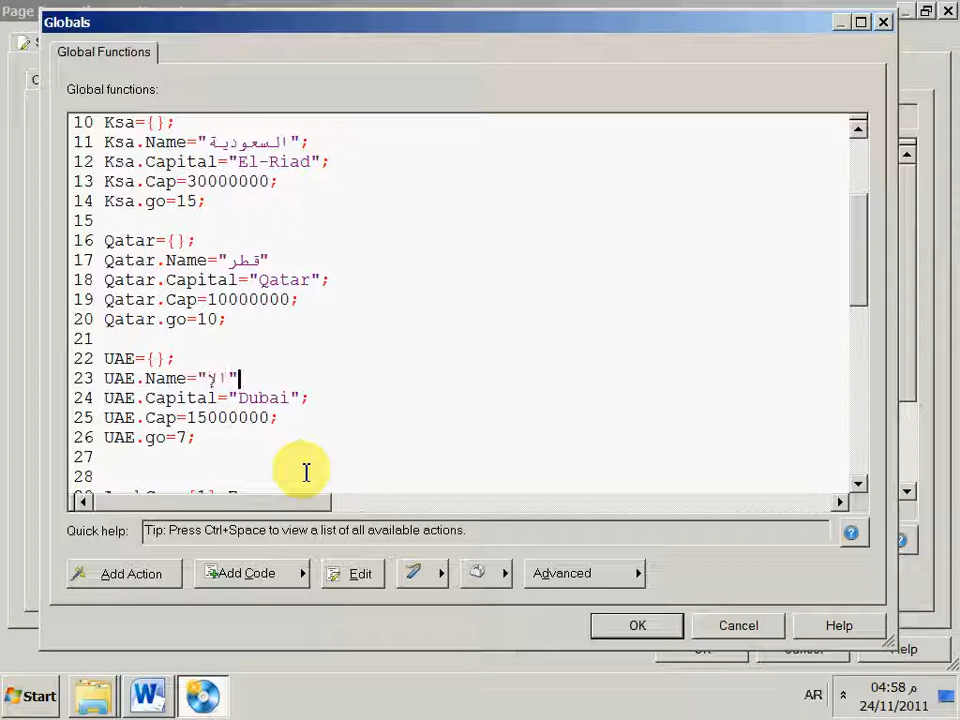 Page
Globals
Global Functions
Global functions:
10 Ksa={};
11 Ksa.Name="السعودية";
12 Ksa.Capital="El-Riad";
13 Ksa.Cap=30000000;
14 Ksa.go=15;
15
16 Qatar={};
17 Qatar.Name="قطر"
18 Qatar.Capital="Qatar";
19 Qatar.Cap=10000000;
20 Qatar.go=10;
21
22 UAE={};
23 UAE.Name="الإ"
24 UAE.Capital="Dubai";
25 UAE.Cap=15000000;
26 UAE.go=7;
27
28
Quick help: Tip: Press Ctrl+Space to view a list of all available actions.
Add Action Add Code Edit Advanced
OK Cancel Help
Help
Start AR 04:58 م
24/11/2011